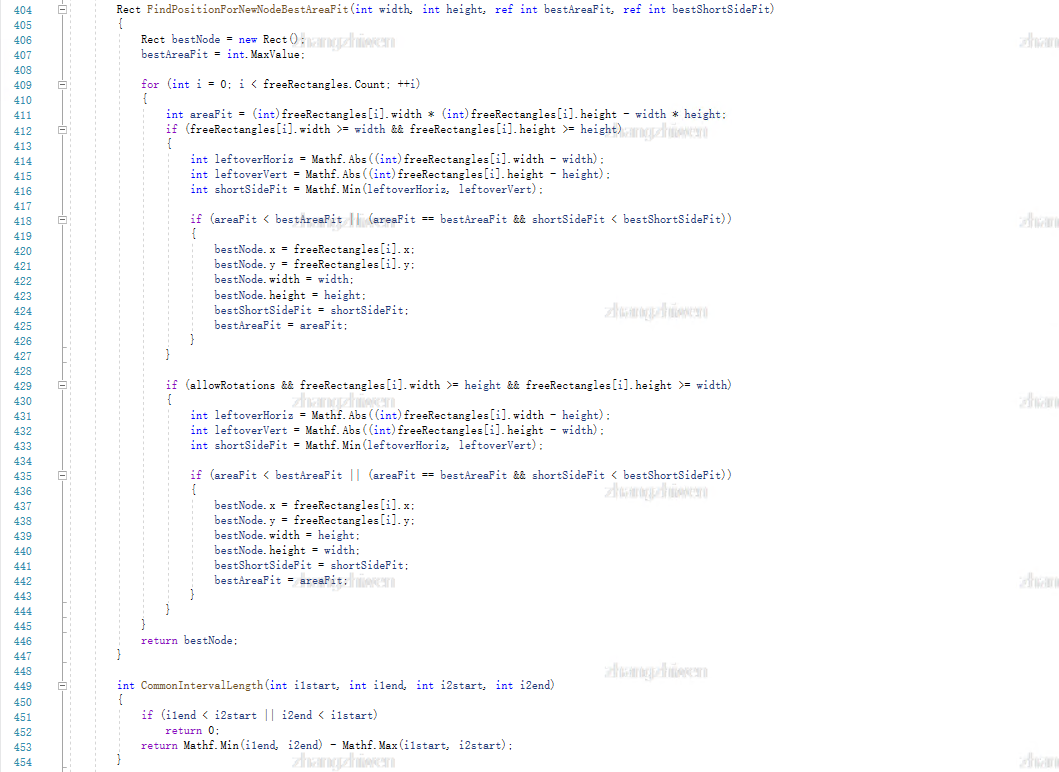 404 Rect FindPositionForNewNodeBestAreaFit(int width, int height, ref int bestAreaFit, ref int bestShortSideFit)
405 {
406 Rect bestNode = new Rect();
407 bestAreaFit = int.MaxValue;
408
409 for (int i = 0; i < freeRectangles.Count; ++i)
410 {
411 int areaFit = (int)freeRectangles[i].width * (int)freeRectangles[i].height - width * height;
412 if (freeRectangles[i].width >= width && freeRectangles[i].height >= height)
413 {
414 int leftoverHoriz = Mathf.Abs((int)freeRectangles[i].width - width);
415 int leftoverVert = Mathf.Abs((int)freeRectangles[i].height - height);
416 int shortSideFit = Mathf.Min(leftoverHoriz, leftoverVert);
417
418 if (areaFit < bestAreaFit || (areaFit == bestAreaFit && shortSideFit < bestShortSideFit))
419 {
420 bestNode.x = freeRectangles[i].x;
421 bestNode.y = freeRectangles[i].y;
422 bestNode.width = width;
423 bestNode.height = height;
424 bestShortSideFit = shortSideFit;
425 bestAreaFit = areaFit;
426 }
427 }
428
429 if (allowRotations && freeRectangles[i].width >= height && freeRectangles[i].height >= width)
430 {
431 int leftoverHoriz = Mathf.Abs((int)freeRectangles[i].width - height);
432 int leftoverVert = Mathf.Abs((int)freeRectangles[i].height - width);
433 int shortSideFit = Mathf.Min(leftoverHoriz, leftoverVert);
434
435 if (areaFit < bestAreaFit || (areaFit == bestAreaFit && shortSideFit < bestShortSideFit))
436 {
437 bestNode.x = freeRectangles[i].x;
438 bestNode.y = freeRectangles[i].y;
439 bestNode.width = height;
440 bestNode.height = width;
441 bestShortSideFit = shortSideFit;
442 bestAreaFit = areaFit;
443 }
444 }
445 }
446 return bestNode;
447 }
448
449 int CommonIntervalLength(int i1start, int i1end, int i2start, int i2end)
450 {
451 if (i1end < i2start || i2end < i1start)
452 return 0;
453 return Mathf.Min(i1end, i2end) - Mathf.Max(i1start, i2start);
454 }